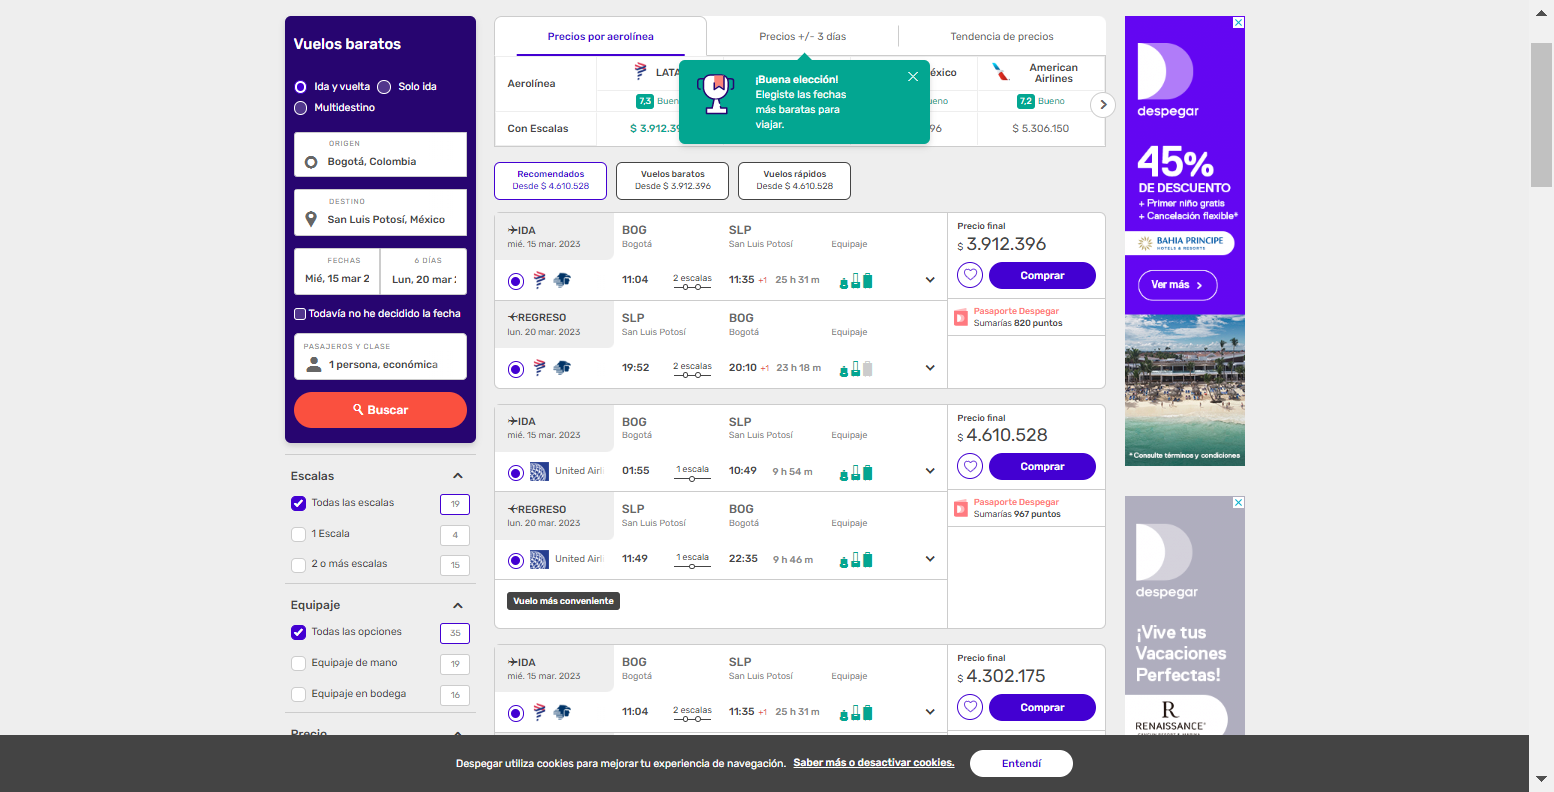 Vuelos baratos
Ida y vuelta
Solo ida
Multidestino
ORIGEN
Bogotá, Colombia
DESTINO
San Luis Potosí, México
FECHAS
6 DÍAS
Mié, 15 mar 2
Lun, 20 mar
Todavía no he decidido la fecha
PASAJEROS Y CLASE
1 persona, económica
Buscar
Escalas
Todas las escalas
19
1 Escala
4
2 o más escalas
15
Equipaje
Todas las opciones
35
Equipaje de mano
19
Equipaje en bodega
16
Precio
Precios por aerolínea
Precios +/- 3 días
Tendencia de precios
Aerolínea
LATA
éxico
American
Airlines
7,3 Buen
ueno
7,2 Bueno
Con Escalas
$ 3.912.39
96
$ 5.306.150
¡Buena elección!
Elegiste las fechas
más baratas para
viajar.
Recomendados
Desde $ 4.610.528
Vuelos baratos
Desde $ 3.912.396
Vuelos rápidos
Desde $ 4.610.528
IDA
mié. 15 mar. 2023
BOG
Bogotá
SLP
San Luis Potosí
Equipaje
11:04
2 escalas
11:35 +1
25 h 31 m
REGRESO
lun. 20 mar. 2023
SLP
San Luis Potosí
BOG
Bogotá
Equipaje
19:52
2 escalas
20:10 +1
23 h 18 m
Precio final
$ 3.912.396
Comprar
Pasaporte Despegar
Sumarías 820 puntos
IDA
mié. 15 mar. 2023
BOG
Bogotá
SLP
San Luis Potosí
Equipaje
United Airli
01:55
1 escala
10:49
9 h 54 m
REGRESO
lun. 20 mar. 2023
SLP
San Luis Potosí
BOG
Bogotá
Equipaje
United Airli
11:49
1 escala
22:35
9 h 46 m
Vuelo más conveniente
Precio final
$ 4.610.528
Comprar
Pasaporte Despegar
Sumarías 967 puntos
IDA
mié. 15 mar. 2023
BOG
Bogotá
SLP
San Luis Potosí
Equipaje
11:04
2 escalas
11:35 +1
25 h 31 m
Precio final
$ 4.302.175
Comprar
despegar
45%
DE DESCUENTO
+ Primer niño gratis
+ Cancelación flexible*
BAHIA PRINCIPE
HOTELS & RESORTS
Ver más
*Consulte términos y condiciones
despegar
¡Vive tus
Vacaciones
Perfectas!
R
RENAISSANCE
Despegar utiliza cookies para mejorar tu experiencia de navegación. Saber más o desactivar cookies.
Entendí